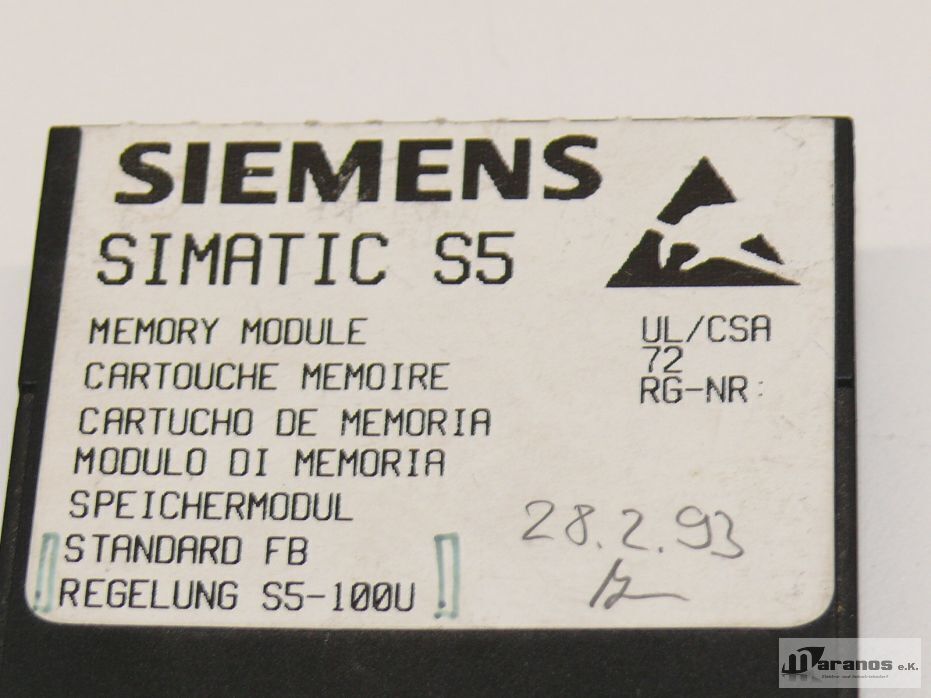 SIEMENS
SIMATIC S5
MEMORY MODULE
CARTOUCHE MEMOIRE
CARTUCHO DE MEMORIA
MODULO DI MEMORIA
SPEICHERMODUL
STANDARD FB
REGELUNG S5-100U
UL/CSA
72
RG-NR:
28.2.93
Maranos e.K.